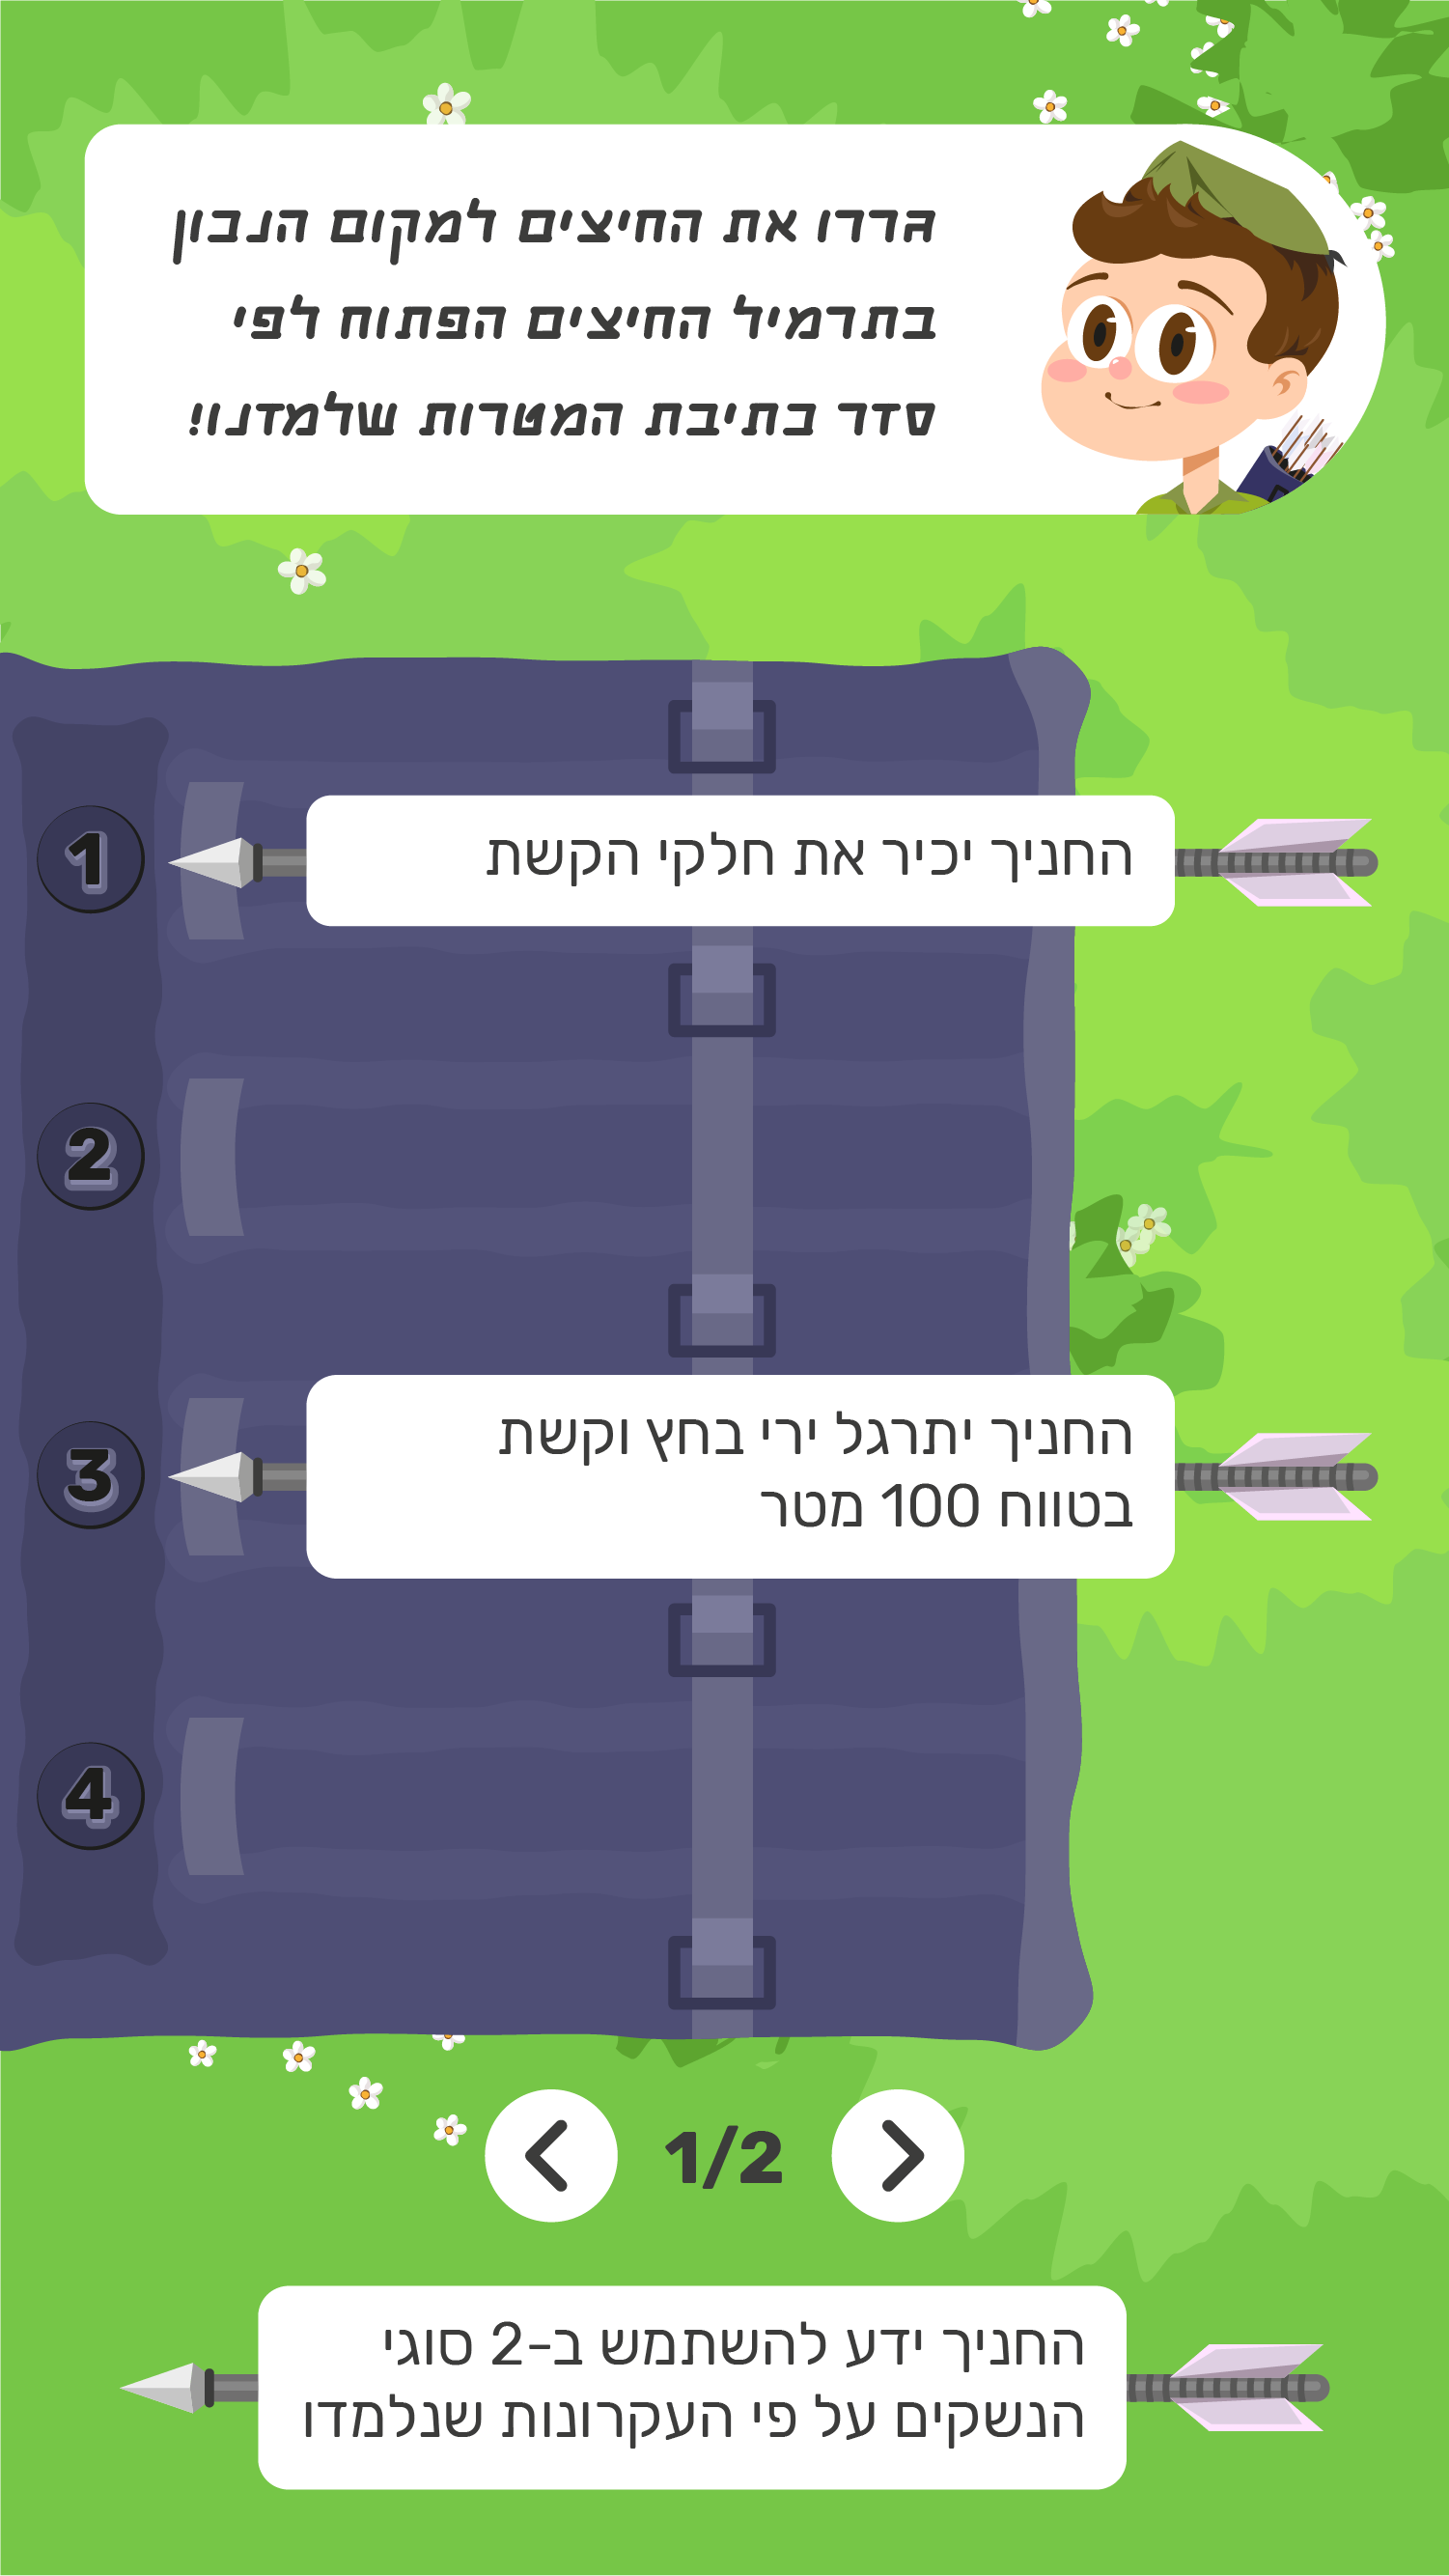 גררו את החיצים למקום הנכון
בתרמיל החיצים הפתוח לפי
סדר כתיבת המטרות שלמדנו!
1
החניך יכיר את חלקי הקשת
2
3
החניך יתרגל ירי בחץ וקשת
בטווח 100 מטר
4
1/2
החניך ידע להשתמש ב-2 סוגי
הנשקים על פי העקרונות שנלמדו